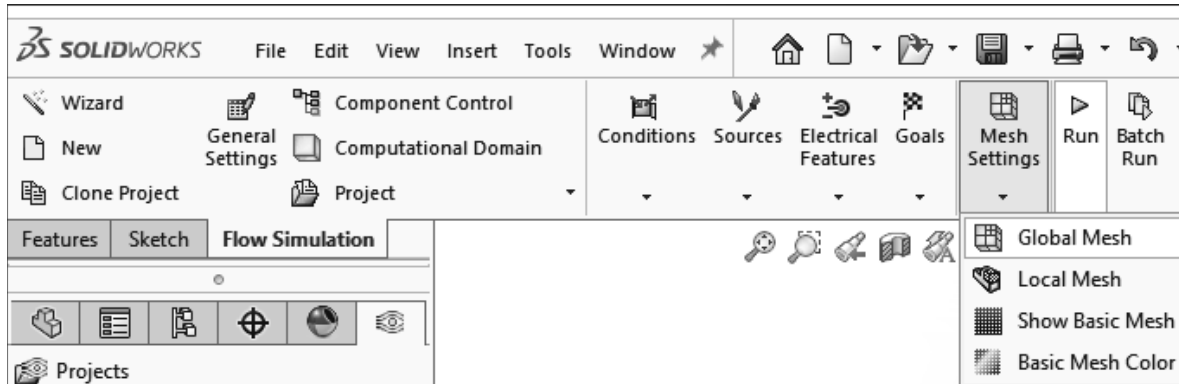 SOLIDWORKS File Edit View Insert Tools Window
Wizard
New
Clone Project
General
Settings
Component Control
Computational Domain
Project
Conditions
Sources
Electrical
Features
Goals
Mesh
Settings
Run
Batch
Run
Features Sketch Flow Simulation
Projects
Global Mesh
Local Mesh
Show Basic Mesh
Basic Mesh Color